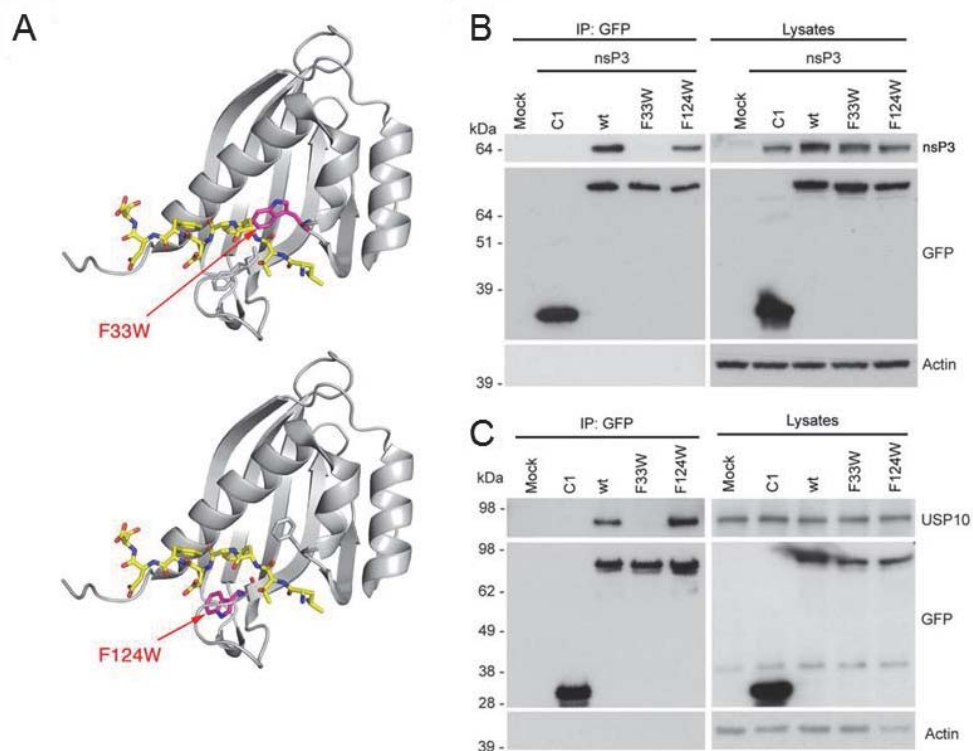 A
F33W
F124W
B
IP: GFP
Lysates
nsP3
nsP3
Mock
C1
wt
F33W
F124W
Mock
C1
wt
F33W
F124W
kDa
64 -
nsP3
64 -
51 -
39 -
GFP
39 -
Actin
C
IP: GFP
Lysates
Mock
C1
wt
F33W
F124W
Mock
C1
wt
F33W
F124W
kDa
98 -
USP10
98 -
62 -
49 -
38 -
28 -
GFP
39 -
Actin